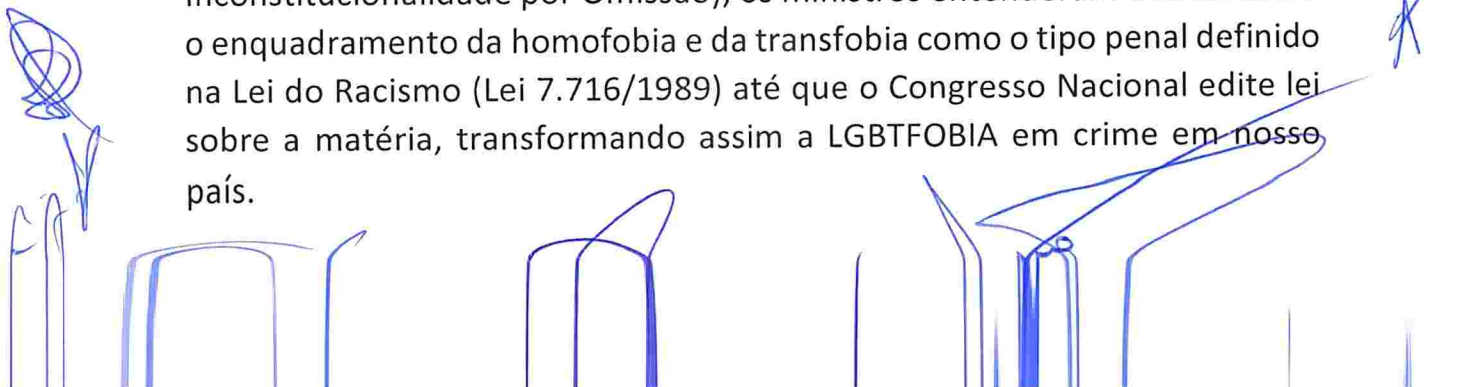 o enquadramento da homofobia e da transfobia como o tipo penal definido
na Lei do Racismo (Lei 7.716/1989) até que o Congresso Nacional edite lei
sobre a matéria, transformando assim a LGBTFOBIA em crime em nosso
país.